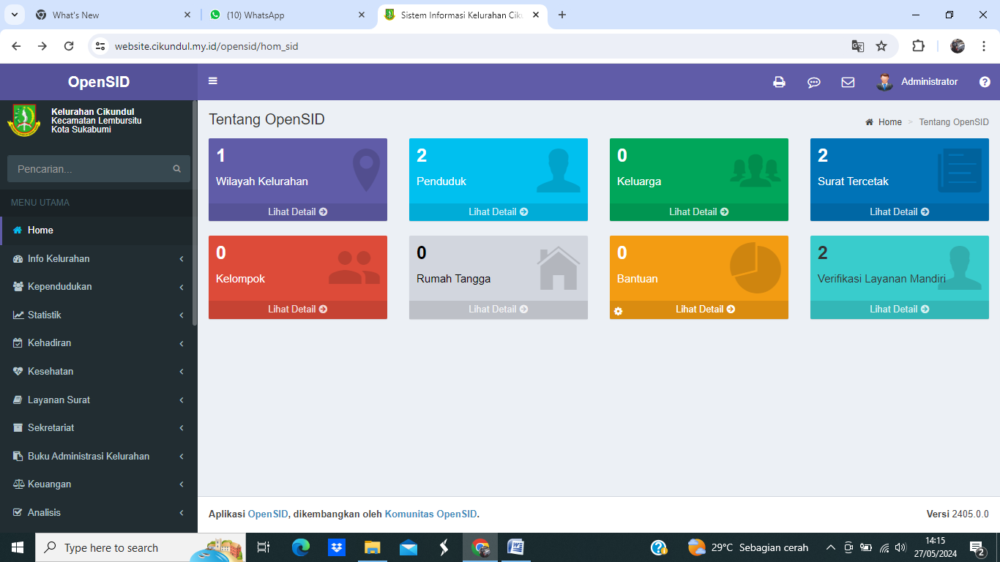 What's New
(10) WhatsApp
Sistem Informasi Kelurahan Ciku
website.cikundul.my.id/opensid/hom_sid
OpenSID
Administrator
Kelurahan Cikundul
Kecamatan Lembursitu
Kota Sukabumi
Pencarian...
MENU UTAMA
Home
Info Kelurahan
Kependudukan
Statistik
Kehadiran
Kesehatan
Layanan Surat
Sekretariat
Buku Administrasi Kelurahan
Keuangan
Analisis
Tentang OpenSID
Home > Tentang OpenSID
1
Wilayah Kelurahan
Lihat Detail
2
Penduduk
Lihat Detail
0
Keluarga
Lihat Detail
2
Surat Tercetak
Lihat Detail
0
Kelompok
Lihat Detail
0
Rumah Tangga
Lihat Detail
0
Bantuan
Lihat Detail
2
Verifikasi Layanan Mandiri
Lihat Detail
Aplikasi OpenSID, dikembangkan oleh Komunitas OpenSID.
Versi 2405.0.0
Type here to search
29°C Sebagian cerah
14:15
27/05/2024
2